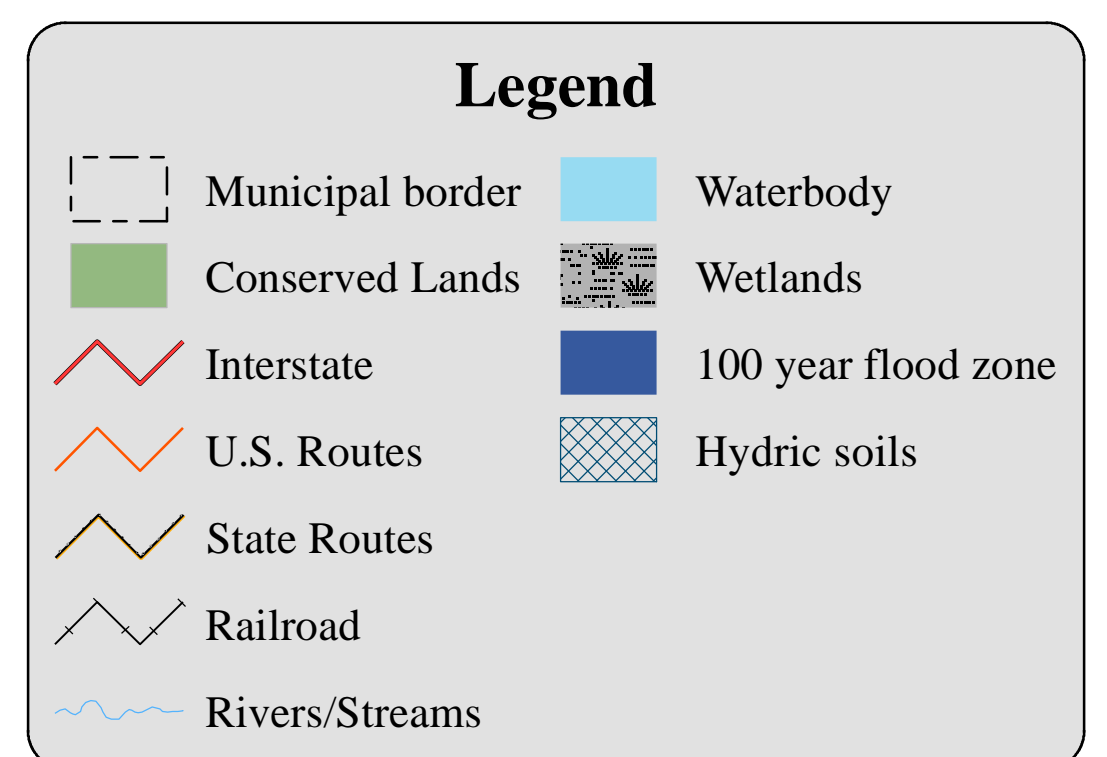 Legend
Municipal border
Conserved Lands
Interstate
U.S. Routes
State Routes
Railroad
Rivers/Streams
Waterbody
Wetlands
100 year flood zone
Hydric soils